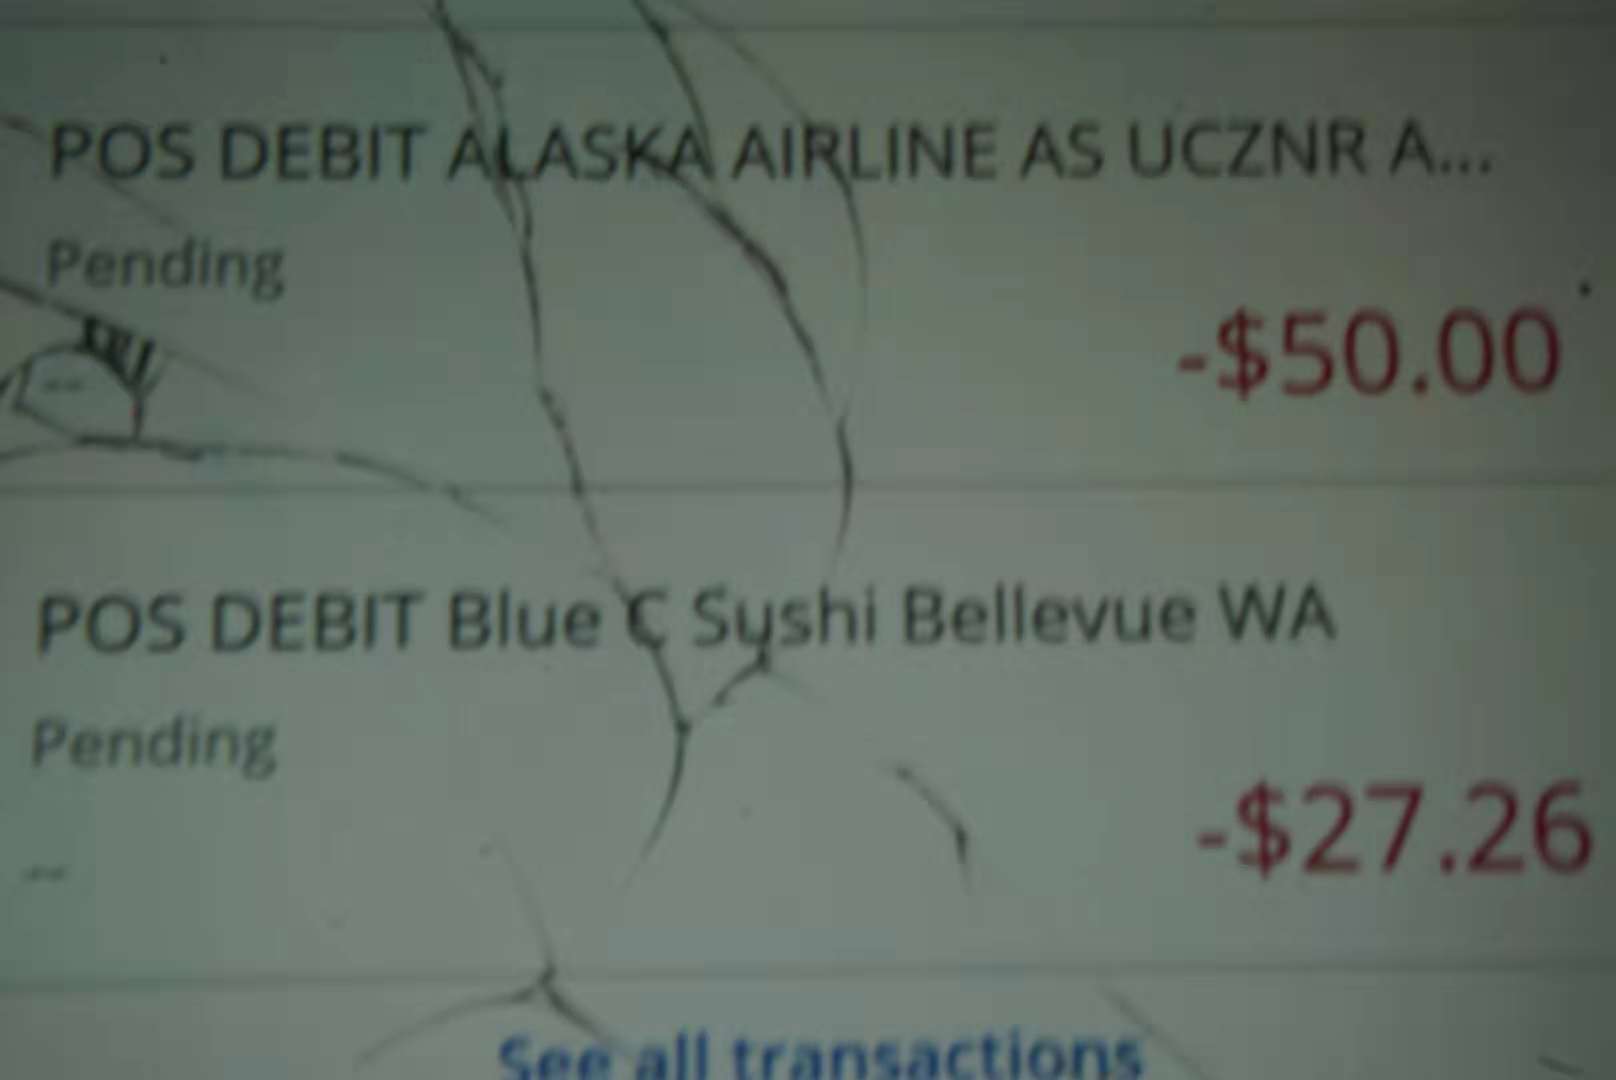 POS DEBIT ALASKA AIRLINE AS UCZNR A...
Pending
-$50.00
--
POS DEBIT Blue C Sushi Bellevue WA
Pending
-$27.26
--
See all transactions